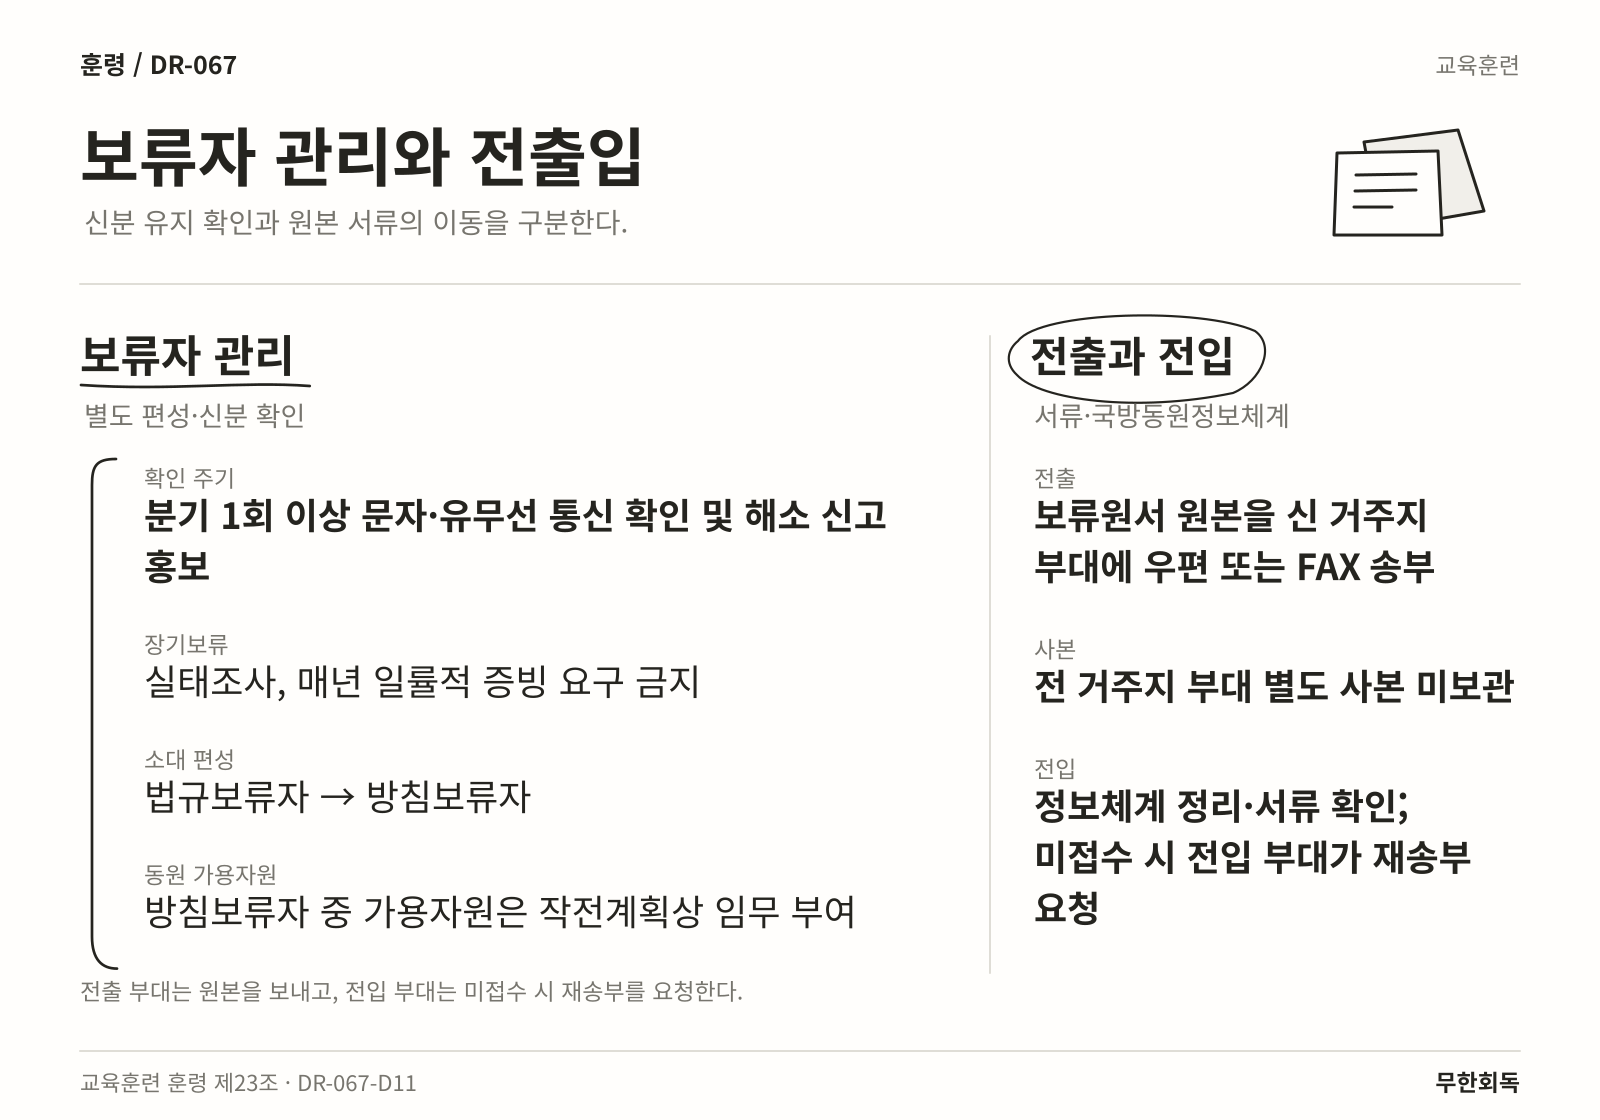 훈령 / DR-067
교육훈련
보류자 관리와 전출입
신분 유지 확인과 원본 서류의 이동을 구분한다.
보류자 관리
별도 편성·신분 확인
확인 주기
분기 1회 이상 문자·유무선 통신 확인 및 해소 신고
홍보
장기보류
실태조사, 매년 일률적 증빙 요구 금지
소대 편성
법규보류자 → 방침보류자
동원 가용자원
방침보류자 중 가용자원은 작전계획상 임무 부여
전출과 전입
서류·국방동원정보체계
전출
보류원서 원본을 신 거주지
부대에 우편 또는 FAX 송부
사본
전 거주지 부대 별도 사본 미보관
전입
정보체계 정리·서류 확인;
미접수 시 전입 부대가 재송부
요청
전출 부대는 원본을 보내고, 전입 부대는 미접수 시 재송부를 요청한다.
교육훈련 훈령 제23조 · DR-067-D11
무한회독